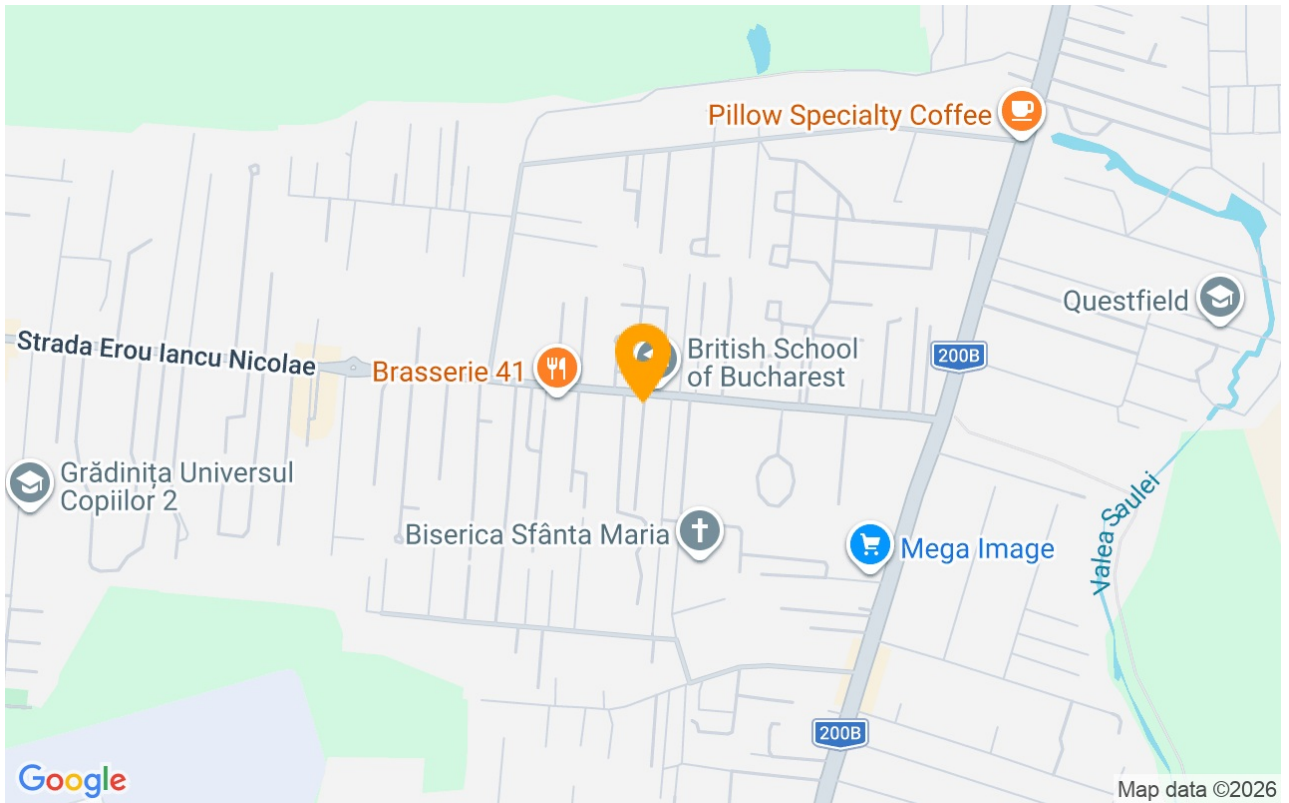 Pillow Specialty Coffee
Questfield
Strada Erou Iancu Nicolae
British School
of Bucharest
200B
Brasserie 41
Grădinița Universul
Copiilor 2
Biserica Sfânta Maria
Mega Image
Valea Saulei
200B
Google
Map data ©2026